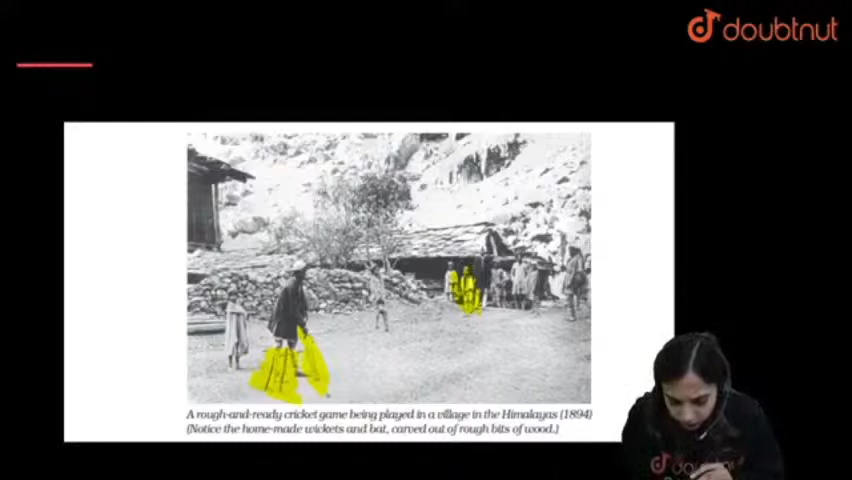 doubtnut
A rough-and-ready cricket game being played in a village in the Himalayas (1894)
(Notice the home-made wickets and bat, carved out of rough bits of wood.)